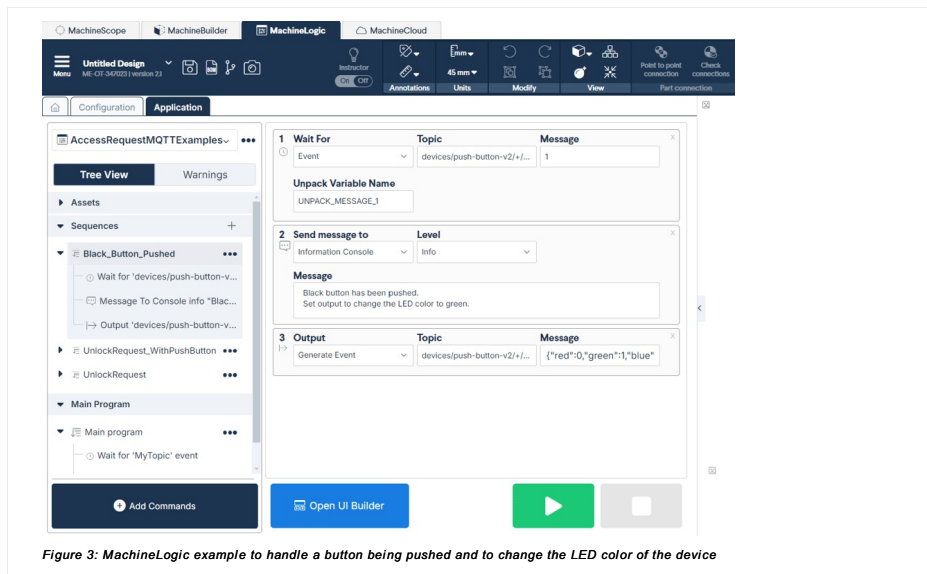 MachineScope MachineBuilder MachineLogic MachineCloud
Menu
Untitled Design
ME-OT-347023 | version 2.1
Instructor
On Off
mm
45 mm
Annotations Units Modify View
Point to point connection
Check connections
Part connection
Configuration Application
AccessRequestMQTTExamples
Tree View Warnings
Assets
Sequences +
Black_Button_Pushed
Wait for 'devices/push-button-v...
Message To Console info "Blac...
Output 'devices/push-button-v...
UnlockRequest_WithPushButton
UnlockRequest
Main Program
Main program
Wait for 'MyTopic' event
Add Commands
1 Wait For Topic Message x
Event devices/push-button-v2/+/... 1
Unpack Variable Name
UNPACK_MESSAGE_1
2 Send message to Level x
Information Console Info
Message
Black button has been pushed.
Set output to change the LED color to green.
3 Output Topic Message x
Generate Event devices/push-button-v2/+/... {"red":0,"green":1,"blue"
Open UI Builder
Figure 3: MachineLogic example to handle a button being pushed and to change the LED color of the device